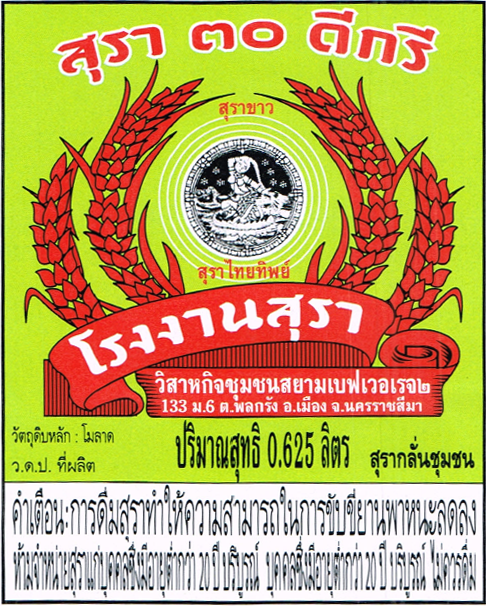 สุรา ๓๐ ดีกรี
สุราขาว
สุราไทยทิพย์
โรงงานสุรา
วิสาหกิจชุมชนสยามเบฟเวอเรจ๒
133 ม.6 ต.พลกรัง อ.เมือง จ.นครราชสีมา
วัตถุดิบหลัก : โมลาด
ปริมาณสุทธิ 0.625 ลิตร
สุรากลั่นชุมชน
ว.ด.ป. ที่ผลิต
คำเตือน:การดื่มสุราทำให้ความสามารถในการขับขี่ยานพาหนะลดลง
ห้ามจำหน่ายสุราแก่บุคคลซึ่งมีอายุต่ำกว่า 20 ปี บริบูรณ์ บุคคลซึ่งมีอายุต่ำกว่า 20 ปี บริบูรณ์ ไม่ควรดื่ม